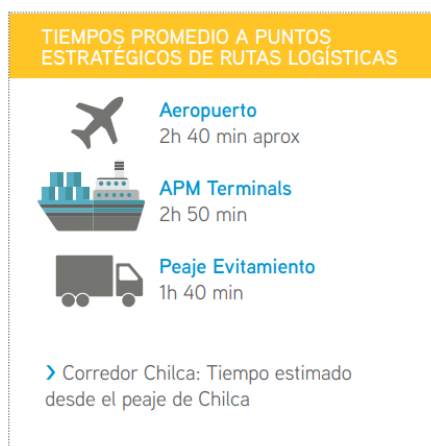 TIEMPOS PROMEDIO A PUNTOS
ESTRATÉGICOS DE RUTAS LOGÍSTICAS
Aeropuerto
2h 40 min aprox
APM Terminals
2h 50 min
Peaje Evitamiento
1h 40 min
❯ Corredor Chilca: Tiempo estimado
desde el peaje de Chilca